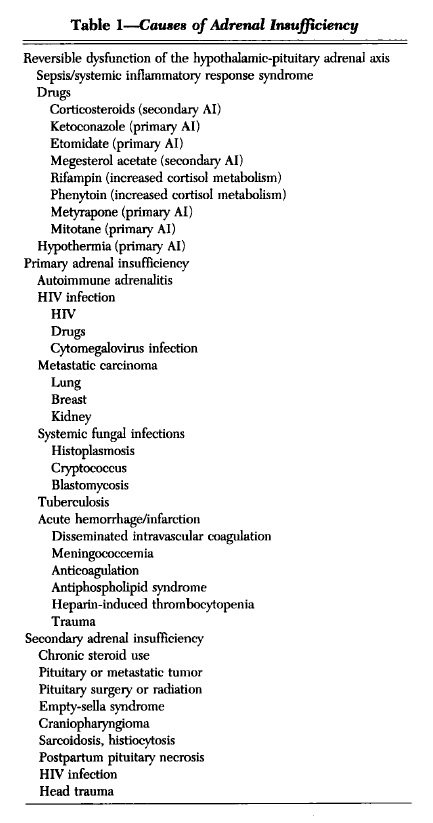 Table 1—Causes of Adrenal Insufficiency
Reversible dysfunction of the hypothalamic-pituitary adrenal axis
Sepsis/systemic inflammatory response syndrome
Drugs
Corticosteroids (secondary AI)
Ketoconazole (primary AI)
Etomidate (primary AI)
Megesterol acetate (secondary AI)
Rifampin (increased cortisol metabolism)
Phenytoin (increased cortisol metabolism)
Metyrapone (primary AI)
Mitotane (primary AI)
Hypothermia (primary AI)
Primary adrenal insufficiency
Autoimmune adrenalitis
HIV infection
HIV
Drugs
Cytomegalovirus infection
Metastatic carcinoma
Lung
Breast
Kidney
Systemic fungal infections
Histoplasmosis
Cryptococcus
Blastomycosis
Tuberculosis
Acute hemorrhage/infarction
Disseminated intravascular coagulation
Meningococcemia
Anticoagulation
Antiphospholipid syndrome
Heparin-induced thrombocytopenia
Trauma
Secondary adrenal insufficiency
Chronic steroid use
Pituitary or metastatic tumor
Pituitary surgery or radiation
Empty-sella syndrome
Craniopharyngioma
Sarcoidosis, histiocytosis
Postpartum pituitary necrosis
HIV infection
Head trauma